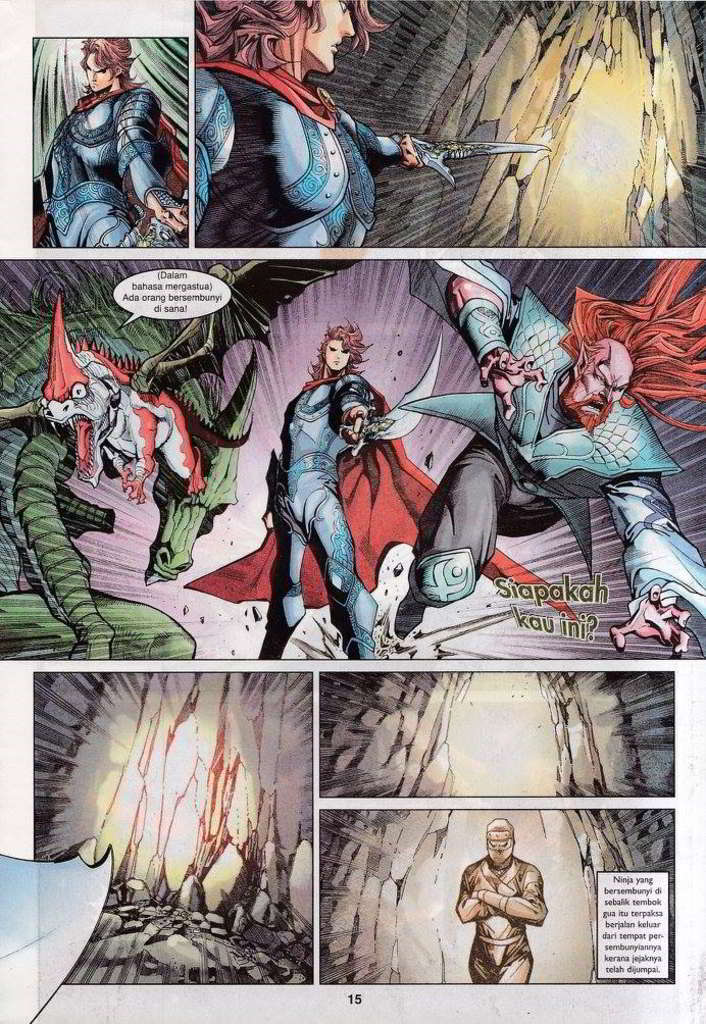 (Dalam
bahasa mergastua)
Ada orang bersembunyi
di sana!
Siapakah
kau ini?
Ninja yang
bersembunyi di
sebalik tembok
gua itu terpaksa
berjalan keluar
dari tempat per-
sembunyiannya
kerana jejaknya
telah dijumpai.
15